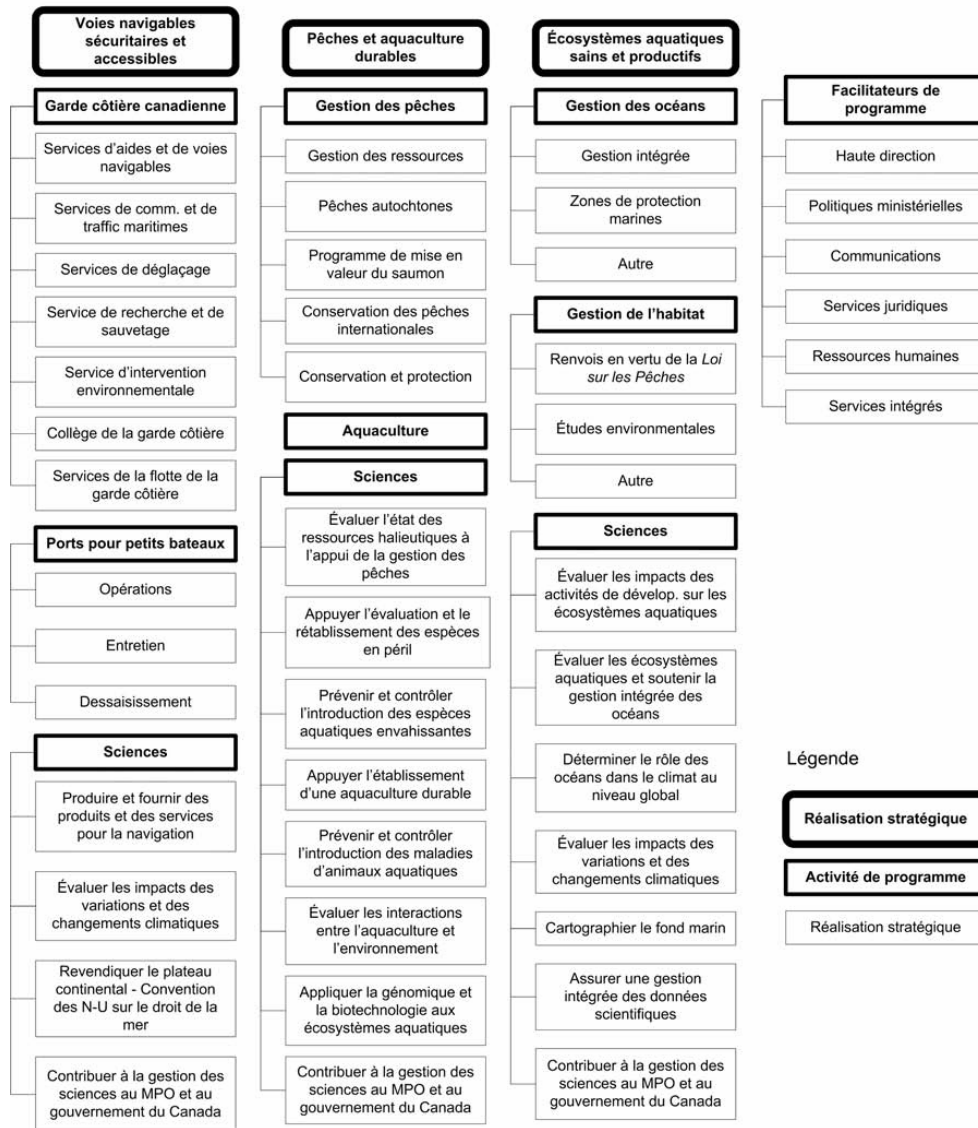 Voies navigables
sécuritaires et
accessibles
Garde côtière canadienne
Services d'aides et de voies
navigables
Services de comm. et de
traffic maritimes
Services de déglaçage
Service de recherche et de
sauvetage
Service d'intervention
environnementale
Collège de la garde côtière
Services de la flotte de la
garde côtière
Ports pour petits bateaux
Opérations
Entretien
Dessaisissement
Sciences
Produire et fournir des
produits et des services
pour la navigation
Évaluer les impacts des
variations et des
changements climatiques
Revendiquer le plateau
continental - Convention
des N-U sur le droit de la
mer
Contribuer à la gestion des
sciences au MPO et au
gouvernement du Canada
Pêches et aquaculture
durables
Gestion des pêches
Gestion des ressources
Pêches autochtones
Programme de mise en
valeur du saumon
Conservation des pêches
internationales
Conservation et protection
Aquaculture
Sciences
Évaluer l'état des
ressources halieutiques à
l'appui de la gestion des
pêches
Appuyer l'évaluation et le
rétablissement des espèces
en péril
Prévenir et contrôler
l'introduction des espèces
aquatiques envahissantes
Appuyer l'établissement
d'une aquaculture durable
Prévenir et contrôler
l'introduction des maladies
d'animaux aquatiques
Évaluer les interactions
entre l'aquaculture et
l'environnement
Appliquer la génomique et
la biotechnologie aux
écosystèmes aquatiques
Contribuer à la gestion des
sciences au MPO et au
gouvernement du Canada
Écosystèmes aquatiques
sains et productifs
Gestion des océans
Gestion intégrée
Zones de protection
marines
Autre
Gestion de l'habitat
Renvois en vertu de la Loi
sur les Pêches
Études environmentales
Autre
Sciences
Évaluer les impacts des
activités de dévelop. sur les
écosystèmes aquatiques
Évaluer les écosystèmes
aquatiques et soutenir la
gestion intégrée des
océans
Déterminer le rôle des
océans dans le climat au
niveau global
Évaluer les impacts des
variations et des
changements climatiques
Cartographier le fond marin
Assurer une gestion
intégrée des données
scientifiques
Contribuer à la gestion des
sciences au MPO et au
gouvernement du Canada
Facilitateurs de
programme
Haute direction
Politiques ministérielles
Communications
Services juridiques
Ressources humaines
Services intégrés
Légende
Réalisation stratégique
Activité de programme
Réalisation stratégique